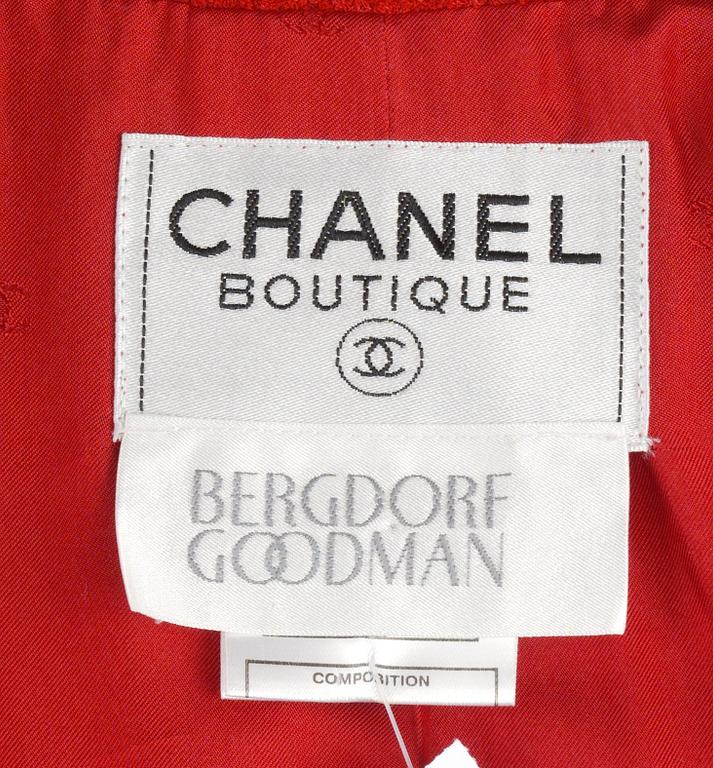 CHANEL
BOUTIQUE
BERGDORF
GOODMAN
COMPOSITION